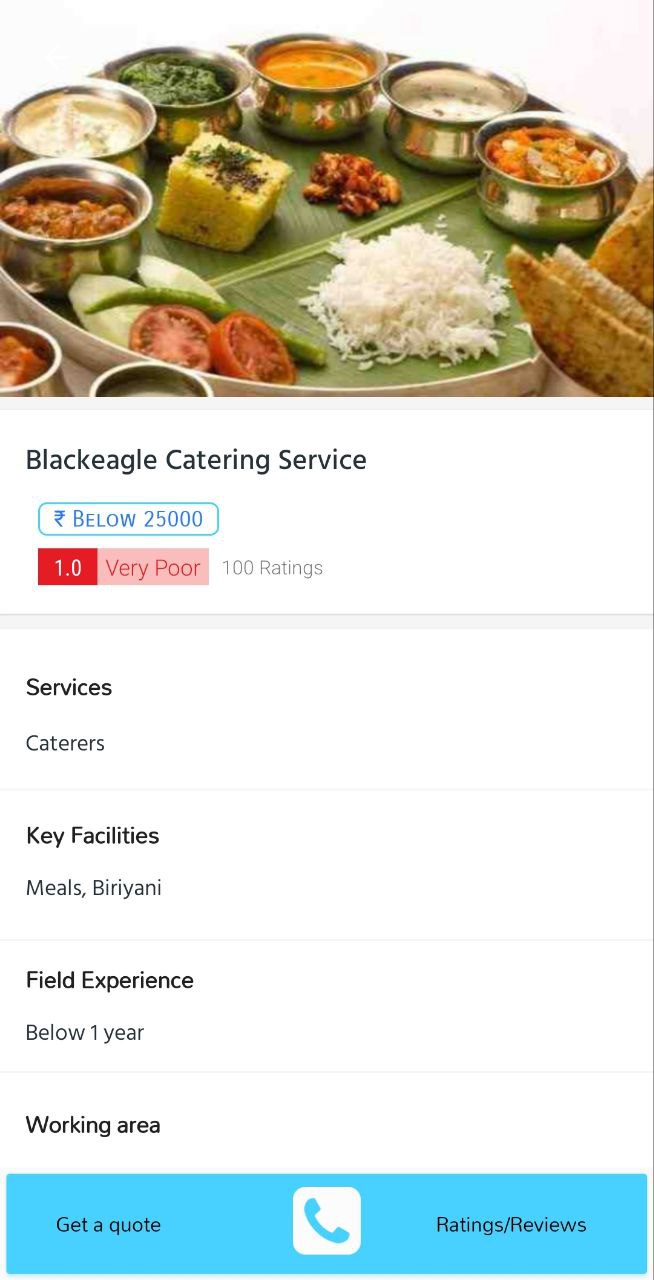 Blackeagle Catering Service
₹ BELOW 25000
1.0 Very Poor 100 Ratings
Services
Caterers
Key Facilities
Meals, Biriyani
Field Experience
Below 1 year
Working area
Get a quote Ratings/Reviews